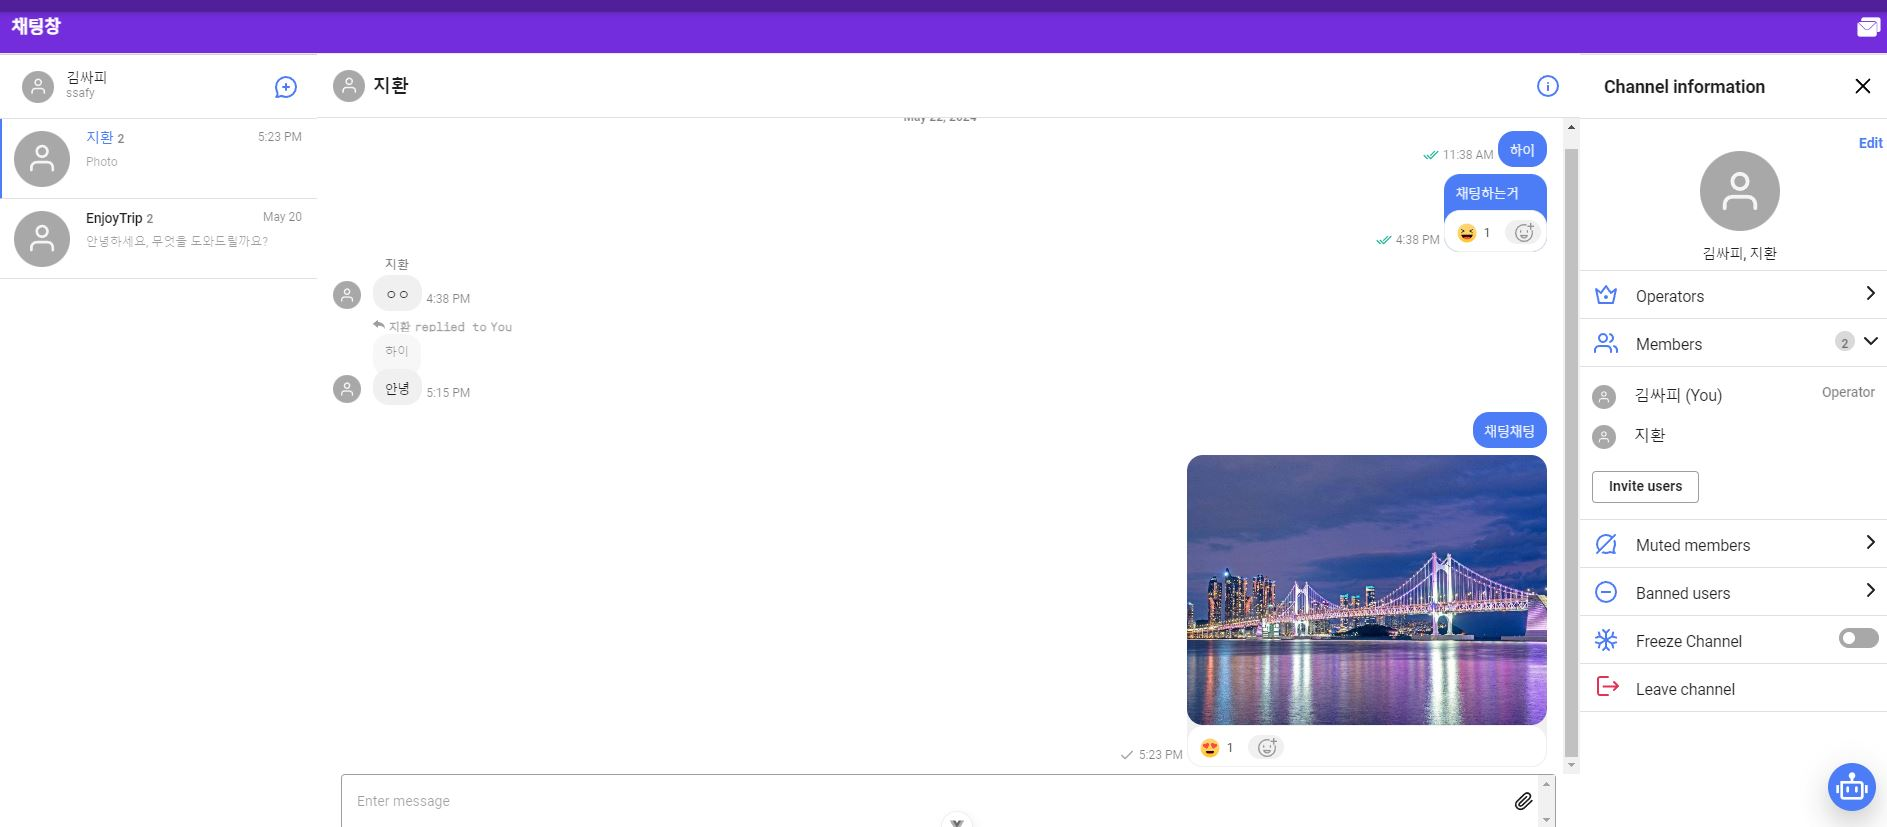 채팅창
김싸피
ssafy
지환 2
5:23 PM
Photo
EnjoyTrip 2
May 20
안녕하세요, 무엇을 도와드릴까요?
지환
May 22, 2024
11:38 AM
하이
채팅하는거
4:38 PM
1
지환
ㅇㅇ
4:38 PM
지환 replied to You
하이
안녕
5:15 PM
채팅채팅
5:23 PM
1
Enter message
Channel information
Edit
김싸피, 지환
Operators
Members
2
김싸피 (You)
Operator
지환
Invite users
Muted members
Banned users
Freeze Channel
Leave channel